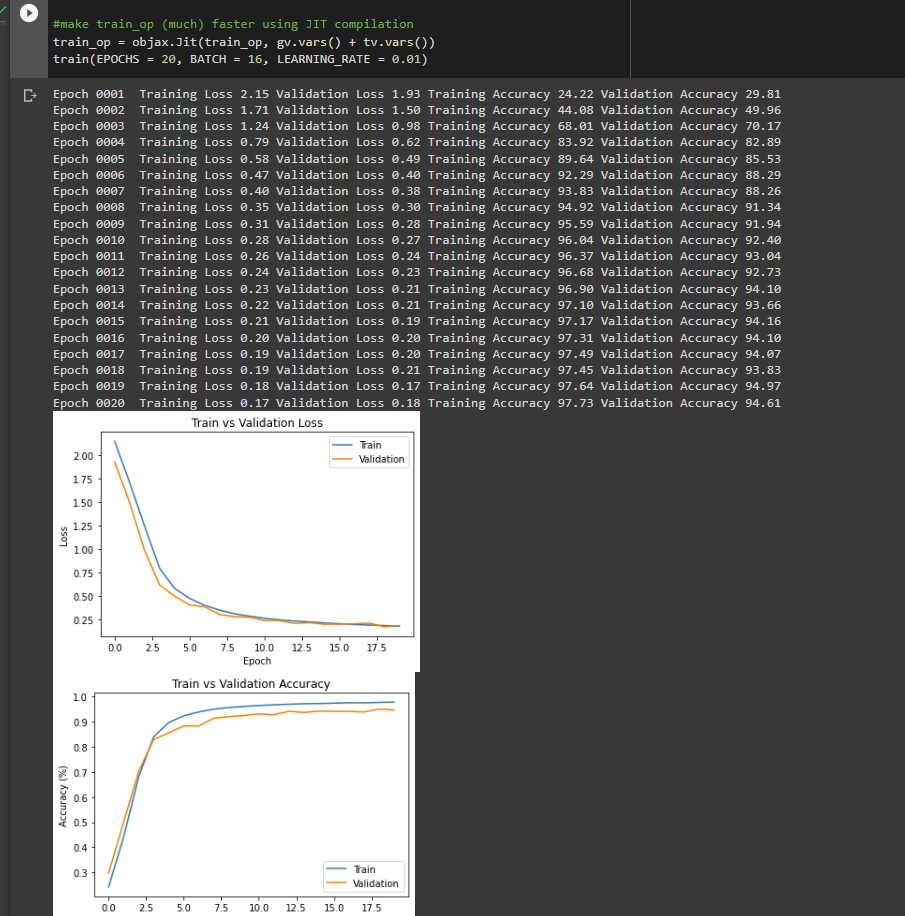 #make train_op (much) faster using JIT compilation
train_op = objax.Jit(train_op, gv.vars() + tv.vars())
train(EPOCHS = 20, BATCH = 16, LEARNING_RATE = 0.01)
Epoch 0001  Training Loss 2.15 Validation Loss 1.93 Training Accuracy 24.22 Validation Accuracy 29.81
Epoch 0002  Training Loss 1.71 Validation Loss 1.50 Training Accuracy 44.08 Validation Accuracy 49.96
Epoch 0003  Training Loss 1.24 Validation Loss 0.98 Training Accuracy 68.01 Validation Accuracy 70.17
Epoch 0004  Training Loss 0.79 Validation Loss 0.62 Training Accuracy 83.92 Validation Accuracy 82.89
Epoch 0005  Training Loss 0.58 Validation Loss 0.49 Training Accuracy 89.64 Validation Accuracy 85.53
Epoch 0006  Training Loss 0.47 Validation Loss 0.40 Training Accuracy 92.29 Validation Accuracy 88.29
Epoch 0007  Training Loss 0.40 Validation Loss 0.38 Training Accuracy 93.83 Validation Accuracy 88.26
Epoch 0008  Training Loss 0.35 Validation Loss 0.30 Training Accuracy 94.92 Validation Accuracy 91.34
Epoch 0009  Training Loss 0.31 Validation Loss 0.28 Training Accuracy 95.59 Validation Accuracy 91.94
Epoch 0010  Training Loss 0.28 Validation Loss 0.27 Training Accuracy 96.04 Validation Accuracy 92.40
Epoch 0011  Training Loss 0.26 Validation Loss 0.24 Training Accuracy 96.37 Validation Accuracy 93.04
Epoch 0012  Training Loss 0.24 Validation Loss 0.23 Training Accuracy 96.68 Validation Accuracy 92.73
Epoch 0013  Training Loss 0.23 Validation Loss 0.21 Training Accuracy 96.90 Validation Accuracy 94.10
Epoch 0014  Training Loss 0.22 Validation Loss 0.21 Training Accuracy 97.10 Validation Accuracy 93.66
Epoch 0015  Training Loss 0.21 Validation Loss 0.19 Training Accuracy 97.17 Validation Accuracy 94.16
Epoch 0016  Training Loss 0.20 Validation Loss 0.20 Training Accuracy 97.31 Validation Accuracy 94.10
Epoch 0017  Training Loss 0.19 Validation Loss 0.20 Training Accuracy 97.49 Validation Accuracy 94.07
Epoch 0018  Training Loss 0.19 Validation Loss 0.21 Training Accuracy 97.45 Validation Accuracy 93.83
Epoch 0019  Training Loss 0.18 Validation Loss 0.17 Training Accuracy 97.64 Validation Accuracy 94.97
Epoch 0020  Training Loss 0.17 Validation Loss 0.18 Training Accuracy 97.73 Validation Accuracy 94.61
Train vs Validation Loss
Train
Validation
2.00
1.75
1.50
1.25
1.00
0.75
0.50
0.25
Loss
0.0 2.5 5.0 7.5 10.0 12.5 15.0 17.5
Epoch
Train vs Validation Accuracy
1.0
0.9
0.8
0.7
0.6
0.5
0.4
0.3
Accuracy (%)
Train
Validation
0.0 2.5 5.0 7.5 10.0 12.5 15.0 17.5